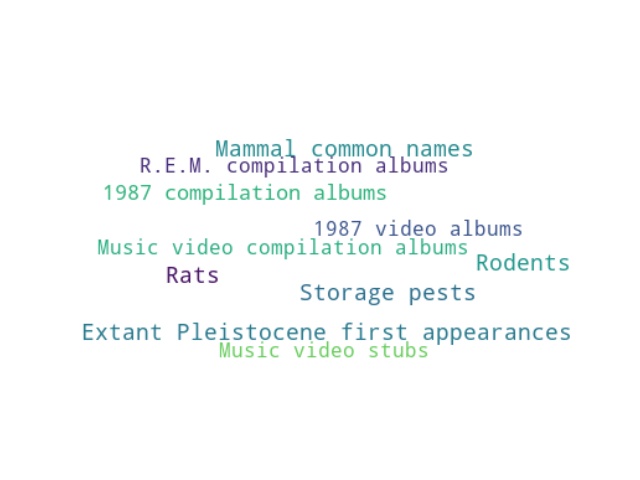 Mammal common names
R.E.M. compilation albums
1987 compilation albums
1987 video albums
Music video compilation albums
Rodents
Rats
Storage pests
Extant Pleistocene first appearances
Music video stubs